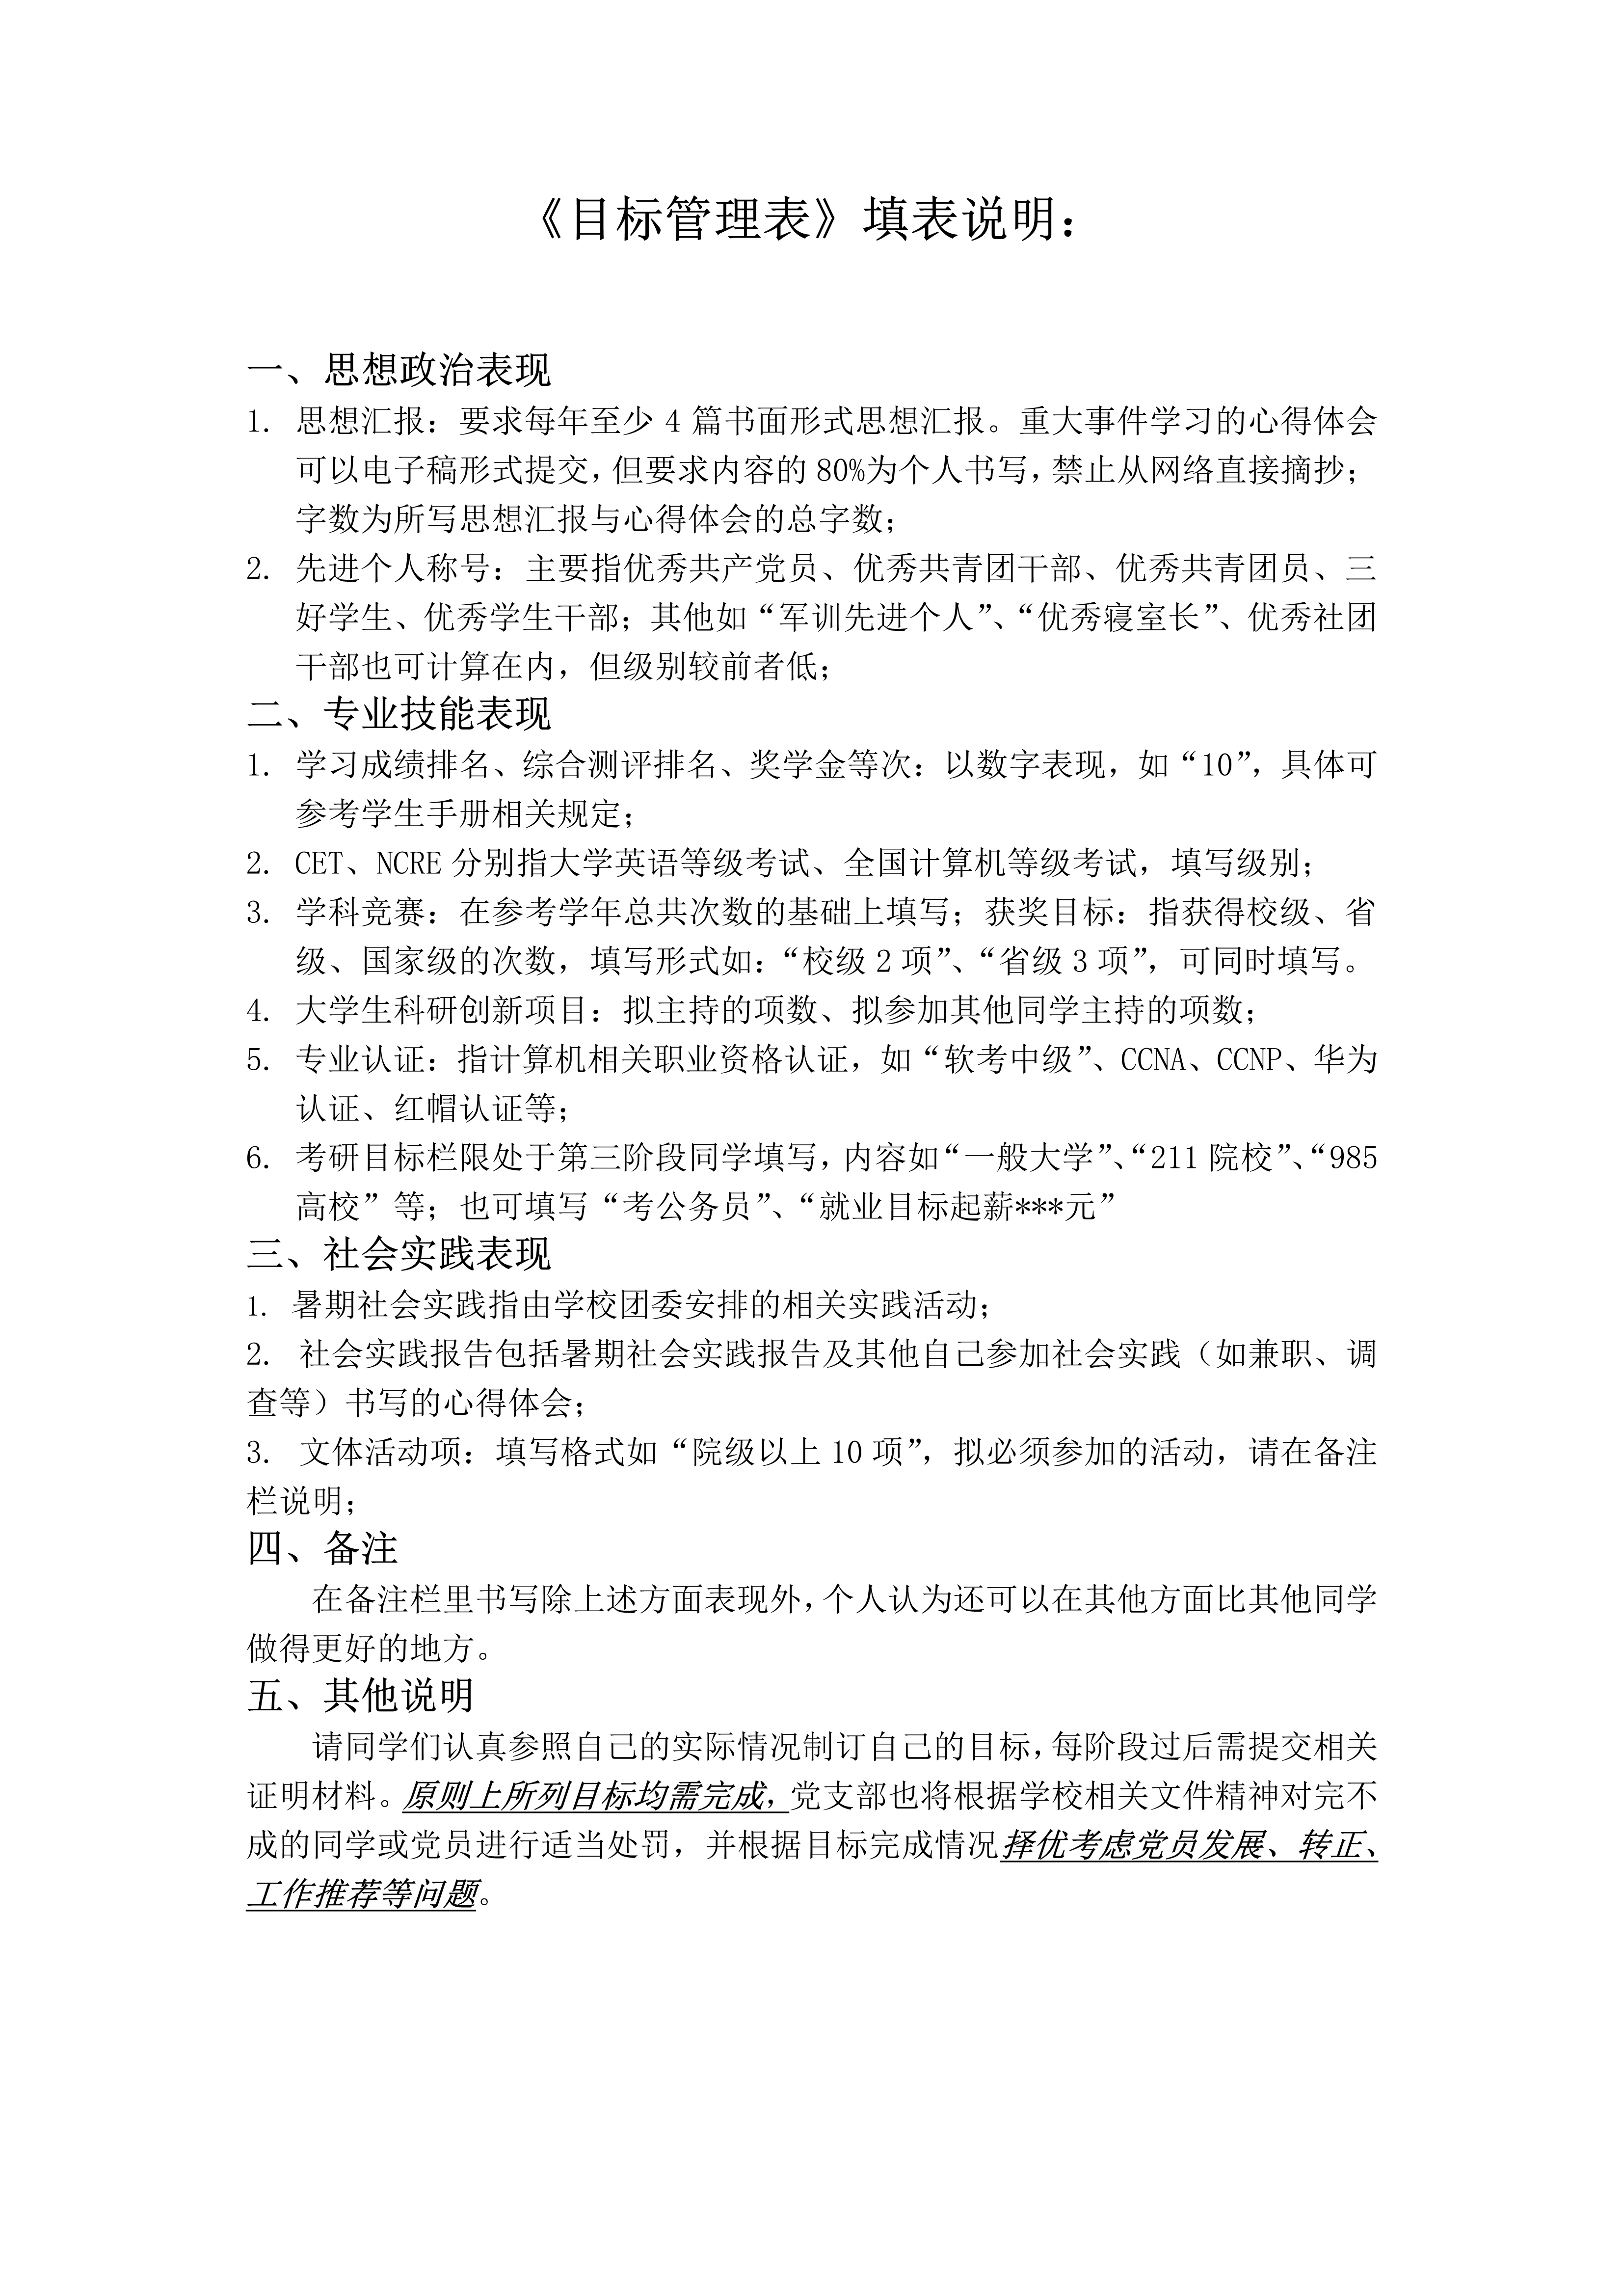 《目标管理表》填表说明：
一、思想政治表现
1. 思想汇报：要求每年至少 4 篇书面形式思想汇报。重大事件学习的心得体会
可以电子稿形式提交，但要求内容的 80%为个人书写，禁止从网络直接摘抄；
字数为所写思想汇报与心得体会的总字数；
2. 先进个人称号：主要指优秀共产党员、优秀共青团干部、优秀共青团员、三
好学生、优秀学生干部；其他如“军训先进个人”、“优秀寝室长”、优秀社团
干部也可计算在内，但级别较前者低；
二、专业技能表现
1. 学习成绩排名、综合测评排名、奖学金等次：以数字表现，如“10”，具体可
参考学生手册相关规定；
2. CET、NCRE 分别指大学英语等级考试、全国计算机等级考试，填写级别；
3. 学科竞赛：在参考学年总共次数的基础上填写；获奖目标：指获得校级、省
级、国家级的次数，填写形式如：“校级 2 项”、“省级 3 项”，可同时填写。
4. 大学生科研创新项目：拟主持的项数、拟参加其他同学主持的项数；
5. 专业认证：指计算机相关职业资格认证，如“软考中级”、CCNA、CCNP、华为
认证、红帽认证等；
6. 考研目标栏限处于第三阶段同学填写，内容如“一般大学”、“211 院校”、“985
高校”等；也可填写“考公务员”、“就业目标起薪***元”
三、社会实践表现
1. 暑期社会实践指由学校团委安排的相关实践活动；
2. 社会实践报告包括暑期社会实践报告及其他自己参加社会实践（如兼职、调
查等）书写的心得体会；
3. 文体活动项：填写格式如“院级以上 10 项”，拟必须参加的活动，请在备注
栏说明；
四、备注
在备注栏里书写除上述方面表现外，个人认为还可以在其他方面比其他同学
做得更好的地方。
五、其他说明
请同学们认真参照自己的实际情况制订自己的目标，每阶段过后需提交相关
证明材料。原则上所列目标均需完成，党支部也将根据学校相关文件精神对完不
成的同学或党员进行适当处罚，并根据目标完成情况择优考虑党员发展、转正、
工作推荐等问题。